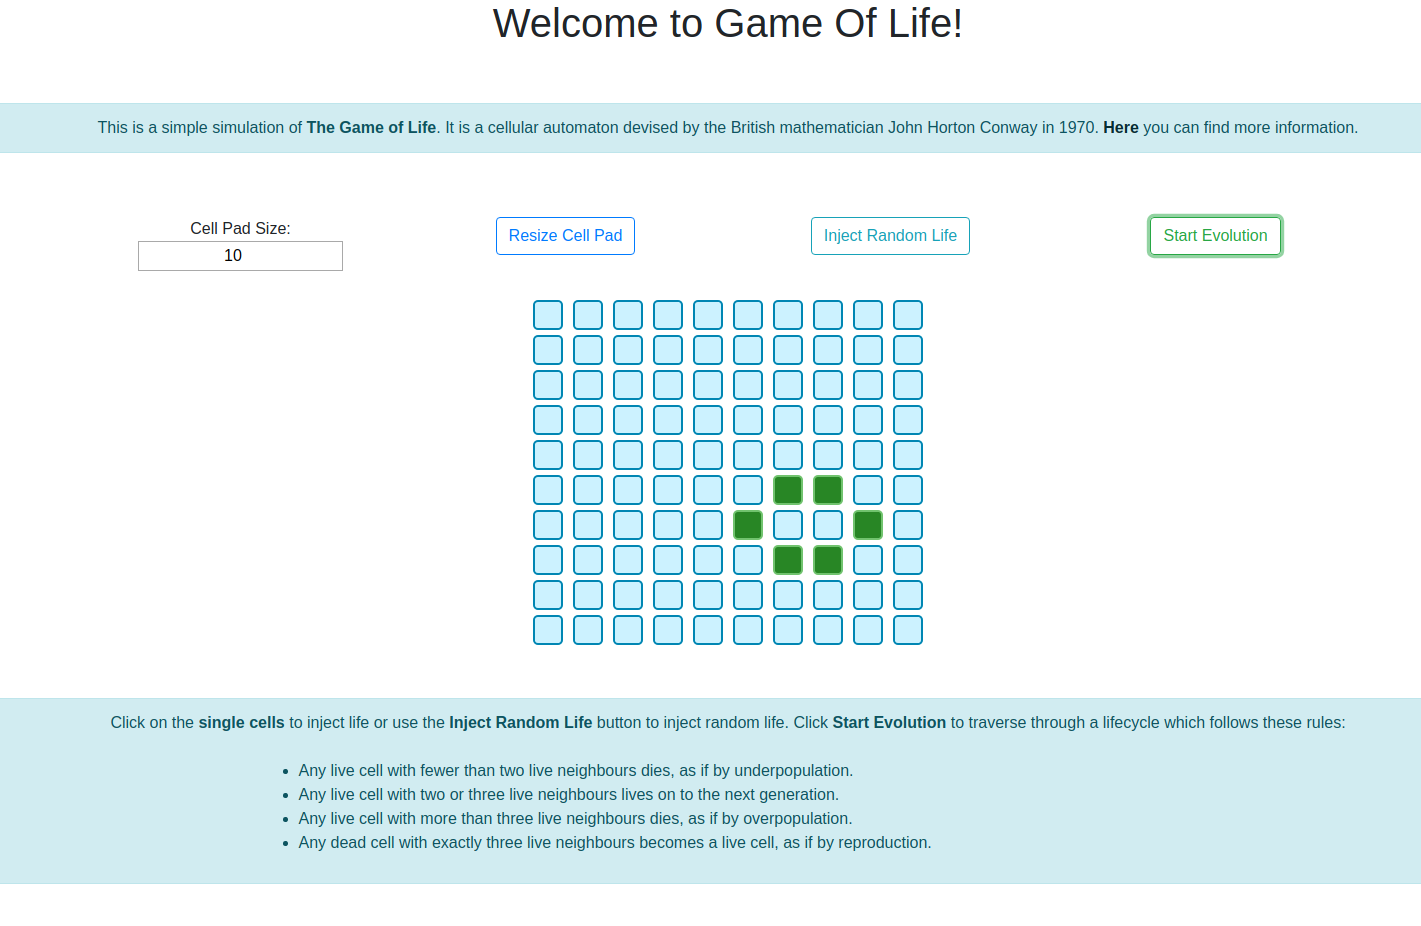 Welcome to Game Of Life!
This is a simple simulation of The Game of Life. It is a cellular automaton devised by the British mathematician John Horton Conway in 1970. Here you can find more information.
Cell Pad Size:
10
Resize Cell Pad
Inject Random Life
Start Evolution
Click on the single cells to inject life or use the Inject Random Life button to inject random life. Click Start Evolution to traverse through a lifecycle which follows these rules:
• Any live cell with fewer than two live neighbours dies, as if by underpopulation.
• Any live cell with two or three live neighbours lives on to the next generation.
• Any live cell with more than three live neighbours dies, as if by overpopulation.
• Any dead cell with exactly three live neighbours becomes a live cell, as if by reproduction.